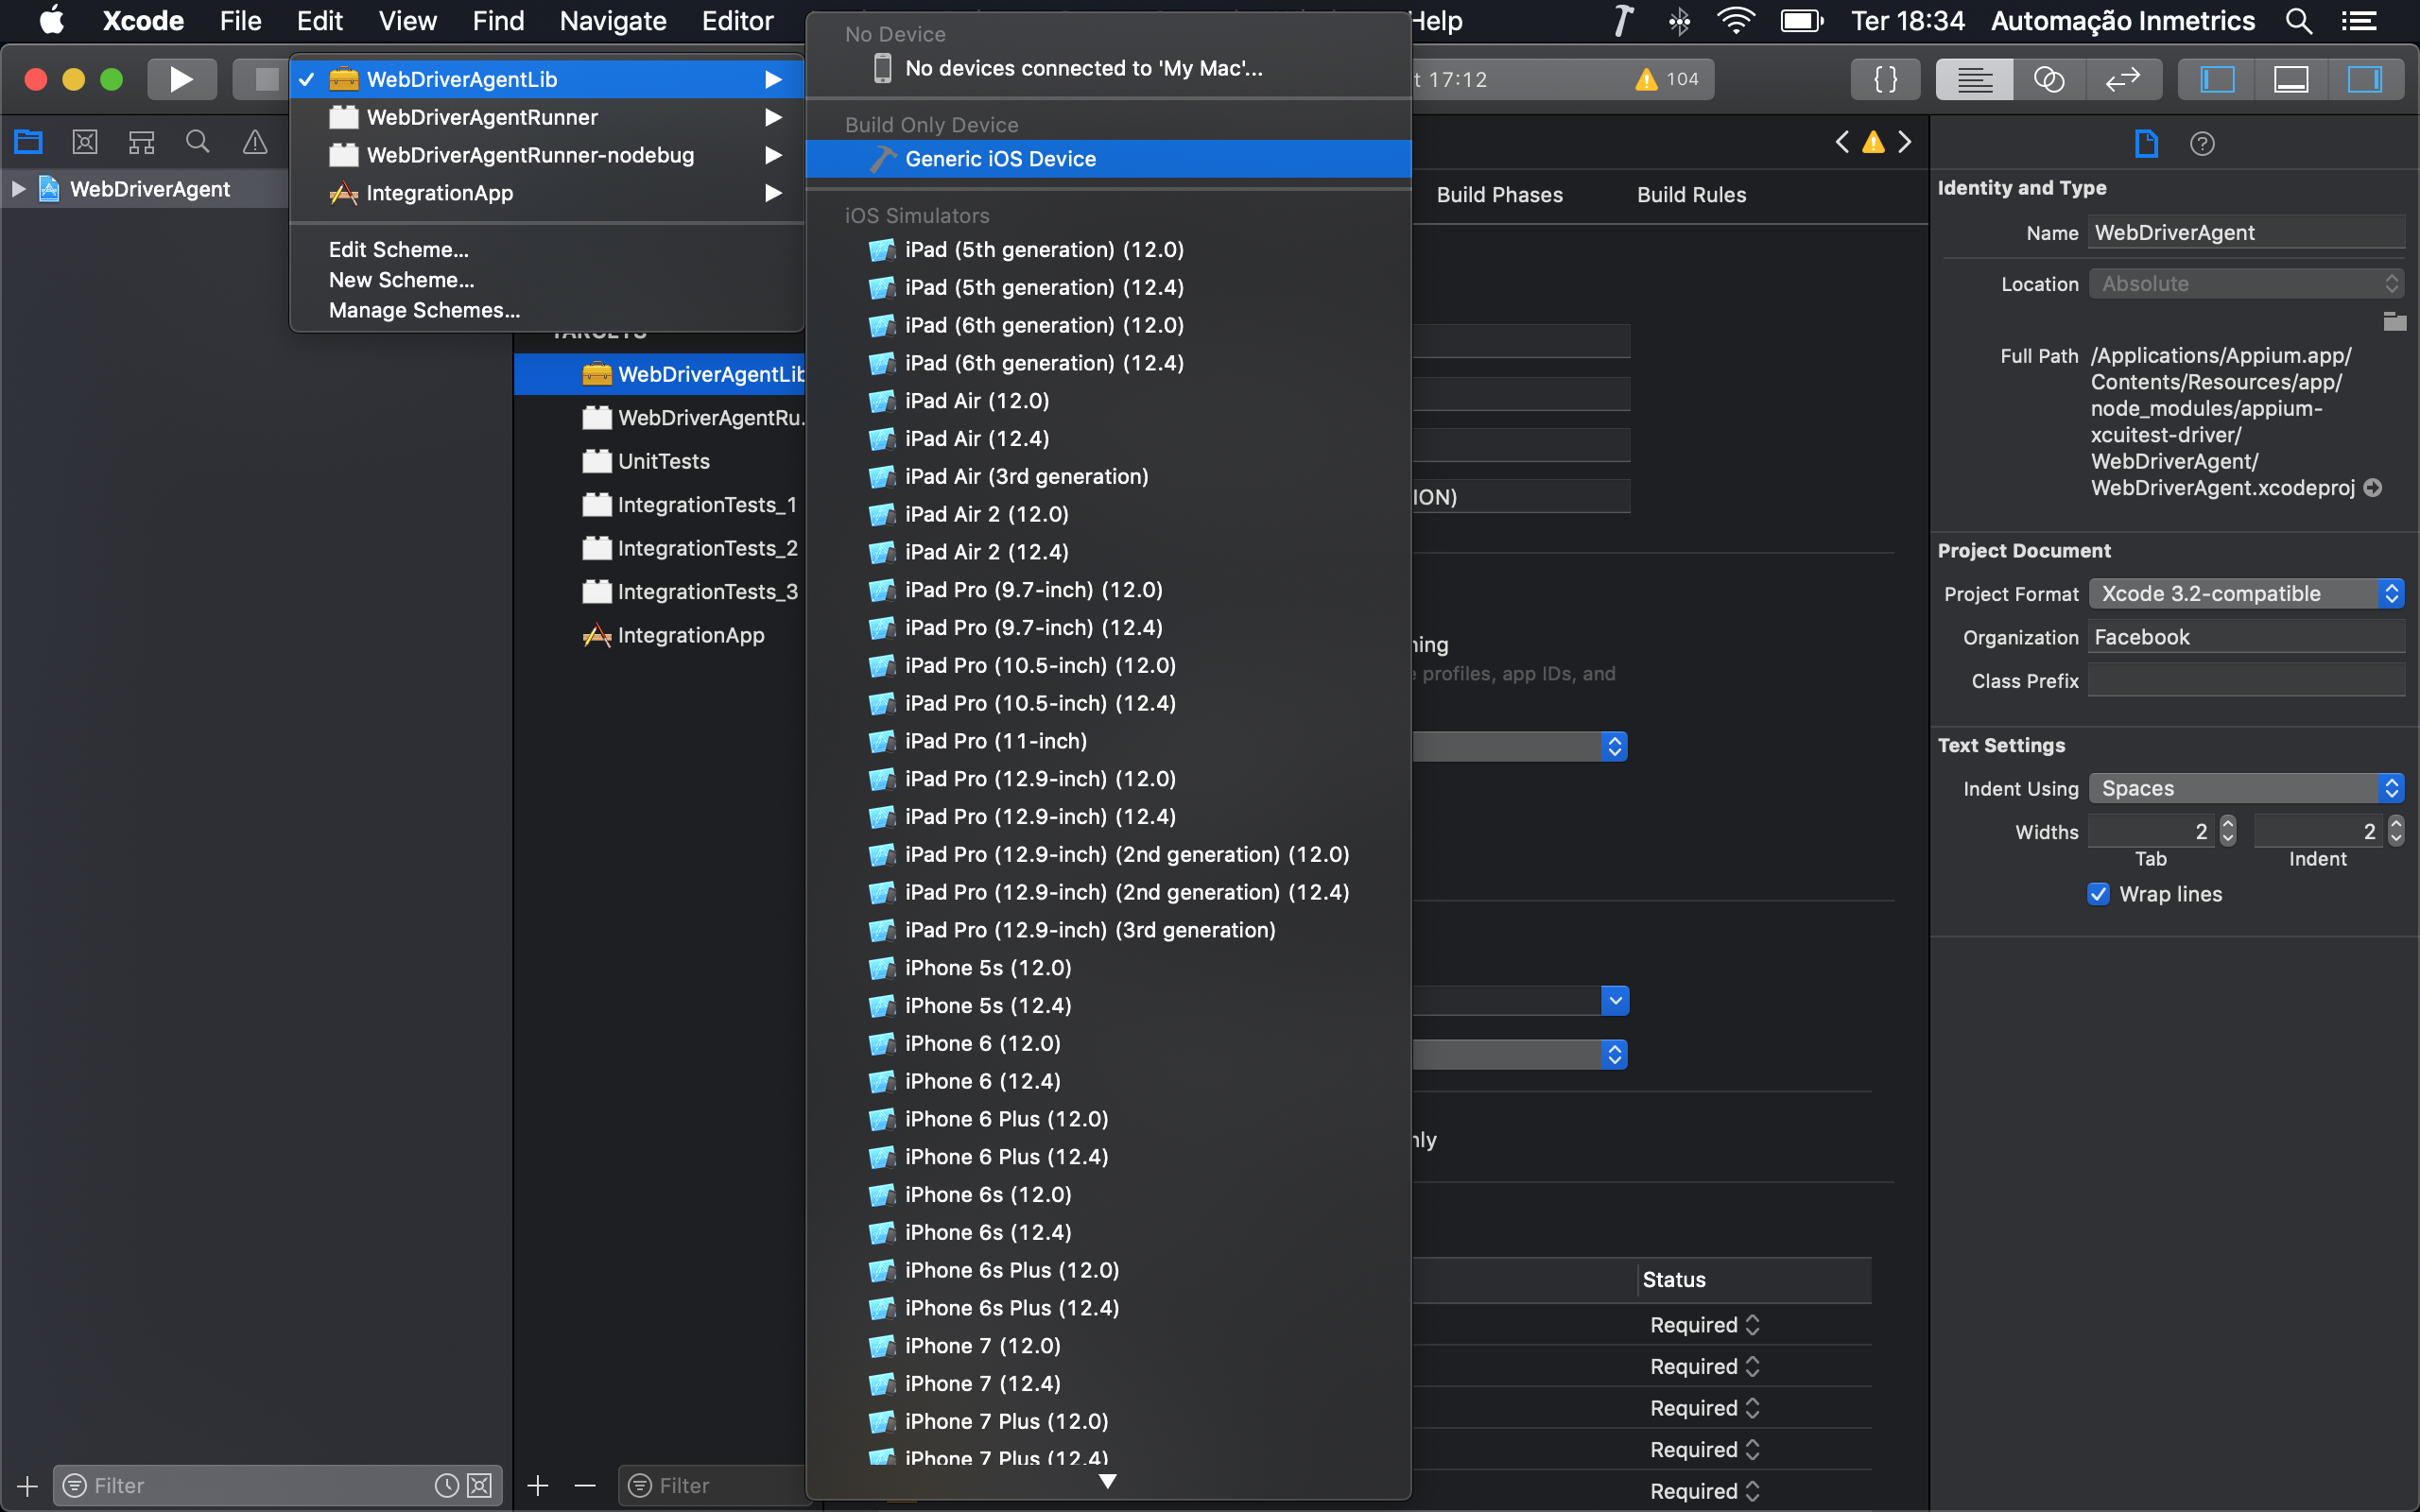 Xcode File Edit View Find Navigate Editor
Ter 18:34 Automação Inmetrics
17:12
104
WebDriverAgentLib
WebDriverAgentRunner
WebDriverAgentRunner-nodebug
IntegrationApp
Edit Scheme...
New Scheme...
Manage Schemes...
WebDriverAgent
No Device
No devices connected to 'My Mac'...
Build Only Device
Generic iOS Device
iOS Simulators
iPad (5th generation) (12.0)
iPad (5th generation) (12.4)
iPad (6th generation) (12.0)
iPad (6th generation) (12.4)
iPad Air (12.0)
iPad Air (12.4)
iPad Air (3rd generation)
iPad Air 2 (12.0)
iPad Air 2 (12.4)
iPad Pro (9.7-inch) (12.0)
iPad Pro (9.7-inch) (12.4)
iPad Pro (10.5-inch) (12.0)
iPad Pro (10.5-inch) (12.4)
iPad Pro (11-inch)
iPad Pro (12.9-inch) (12.0)
iPad Pro (12.9-inch) (12.4)
iPad Pro (12.9-inch) (2nd generation) (12.0)
iPad Pro (12.9-inch) (2nd generation) (12.4)
iPad Pro (12.9-inch) (3rd generation)
iPhone 5s (12.0)
iPhone 5s (12.4)
iPhone 6 (12.0)
iPhone 6 (12.4)
iPhone 6 Plus (12.0)
iPhone 6 Plus (12.4)
iPhone 6s (12.0)
iPhone 6s (12.4)
iPhone 6s Plus (12.0)
iPhone 6s Plus (12.4)
iPhone 7 (12.0)
iPhone 7 (12.4)
iPhone 7 Plus (12.0)
iPhone 7 Plus (12.4)
TARGETS
WebDriverAgentLib
WebDriverAgentRu.
UnitTests
IntegrationTests_1
IntegrationTests_2
IntegrationTests_3
IntegrationApp
Filter
Filter
Build Phases Build Rules
ION)
profiles, app IDs, and
Status
Required
Required
Required
Required
Required
Identity and Type
Name WebDriverAgent
Location Absolute
Full Path /Applications/Appium.app/
Contents/Resources/app/
node_modules/appium-
xcuitest-driver/
WebDriverAgent/
WebDriverAgent.xcodeproj
Project Document
Project Format Xcode 3.2-compatible
Organization Facebook
Class Prefix
Text Settings
Indent Using Spaces
Widths 2 2
Tab Indent
Wrap lines